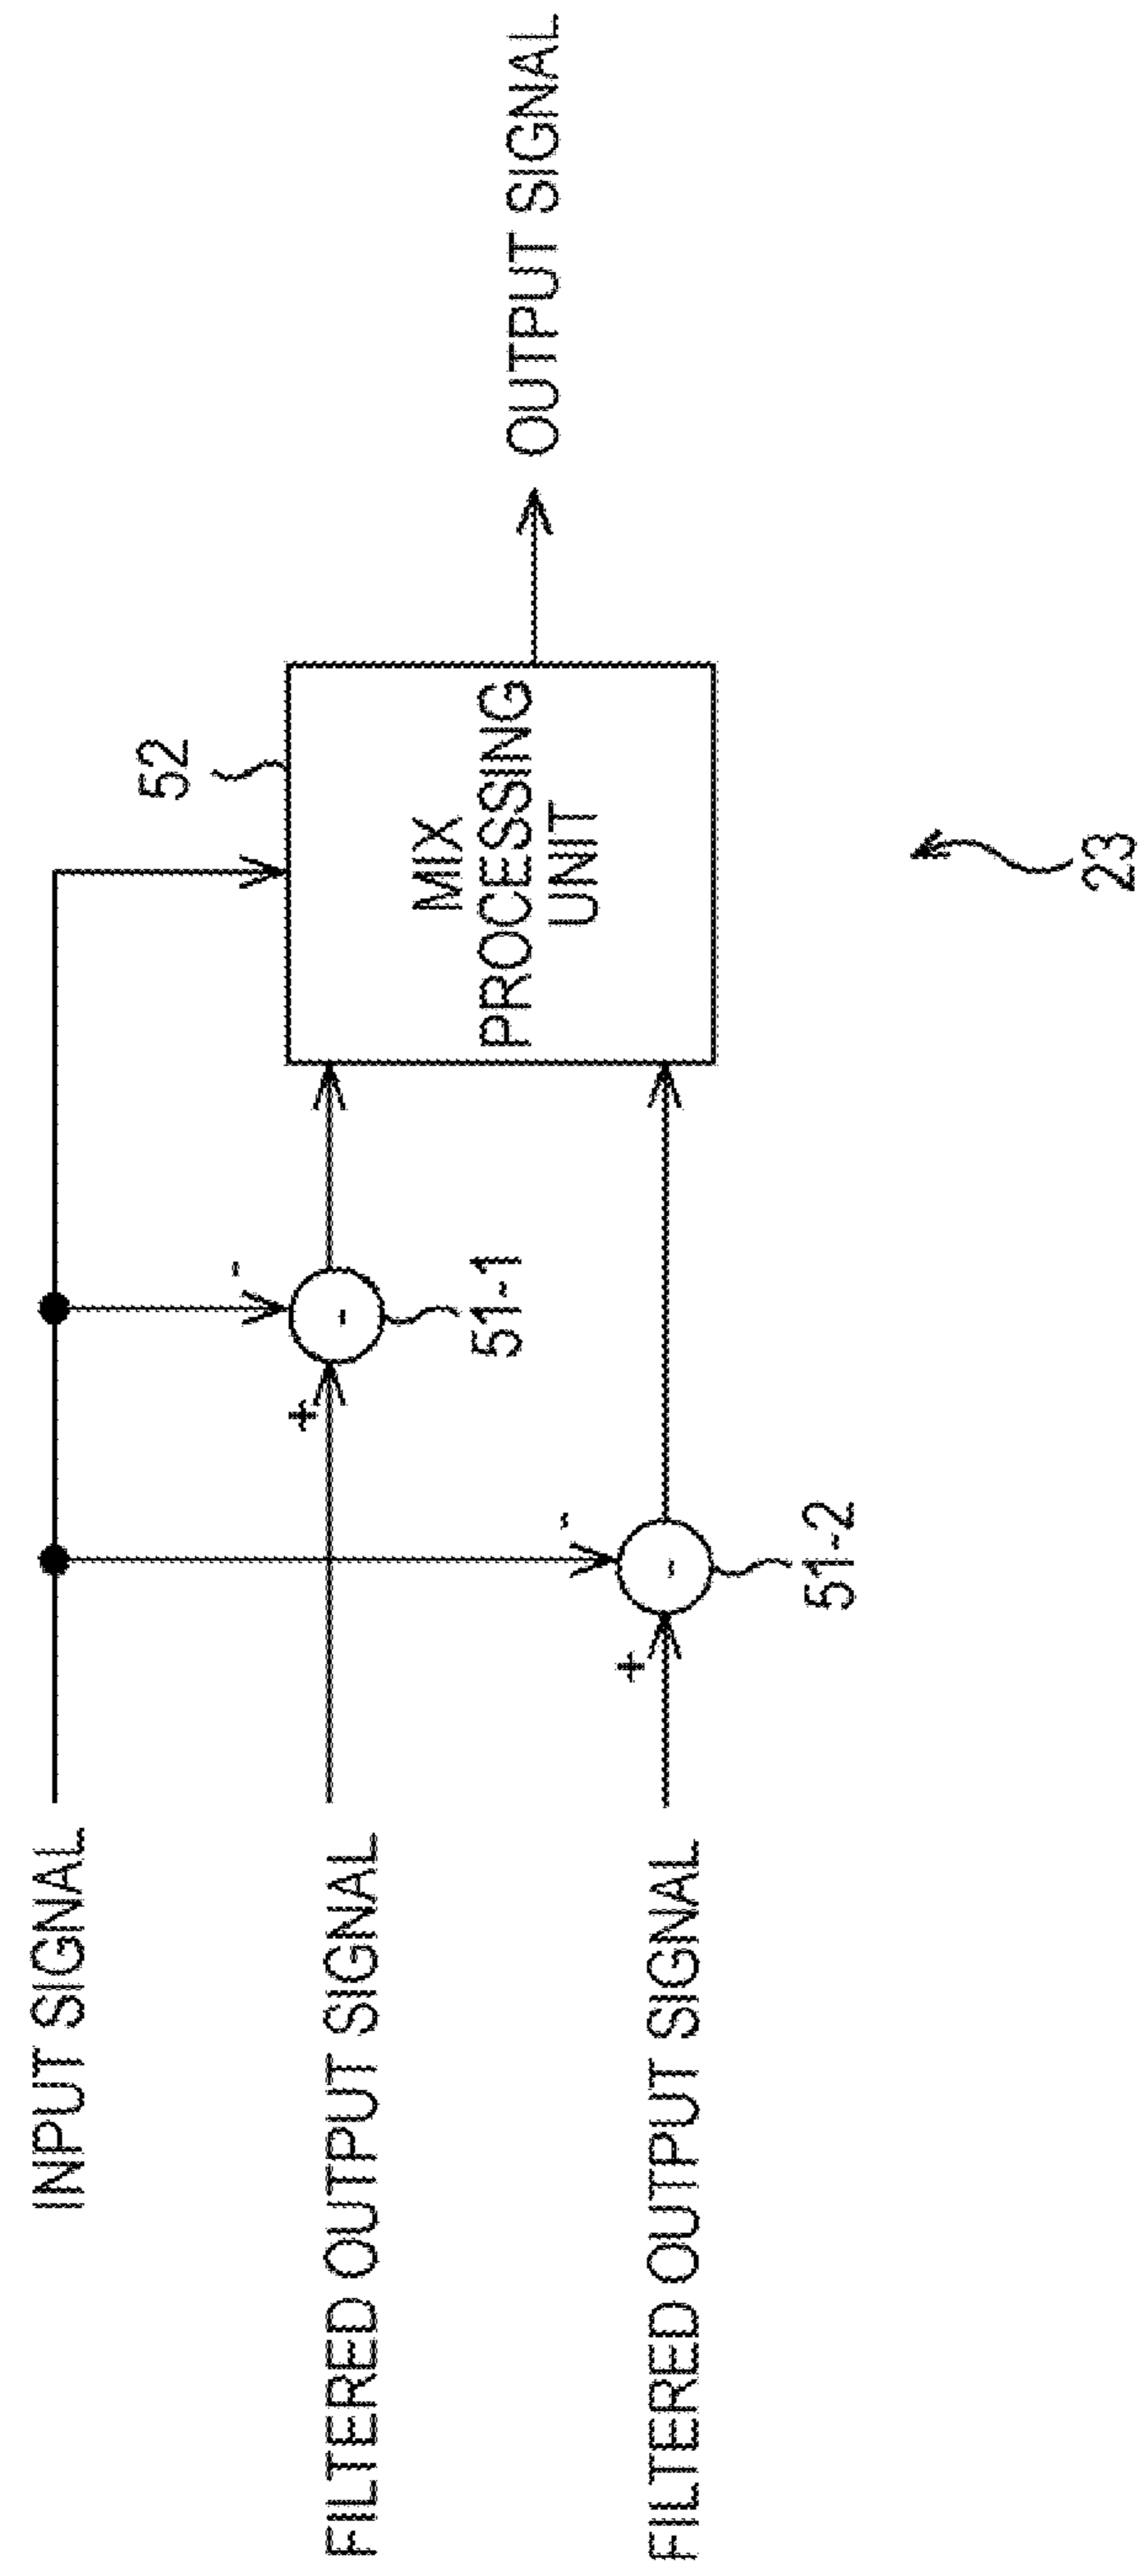 INPUT SIGNAL
-
-
52
FILTERED OUTPUT SIGNAL
+
-
51-1
MIX
PROCESSING
UNIT
OUTPUT SIGNAL
FILTERED OUTPUT SIGNAL
+
-
51-2
23